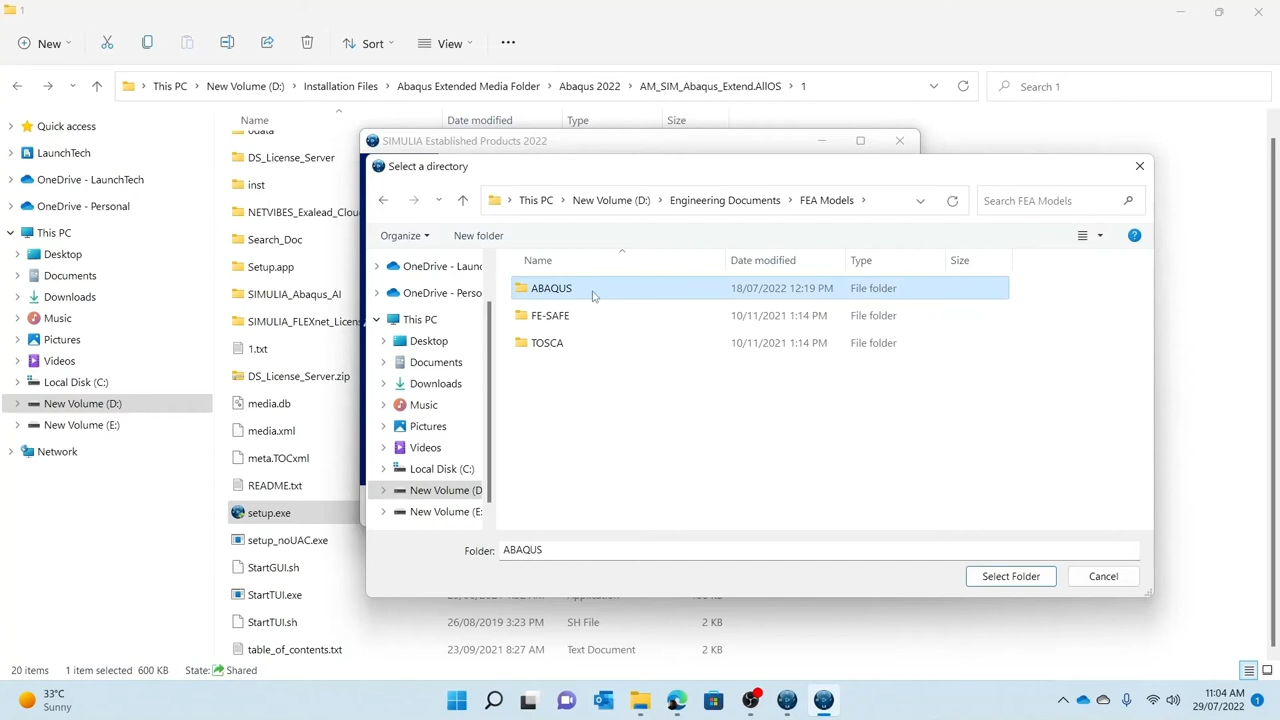 1
New
Sort
View
This PC > New Volume (D:) > Installation Files > Abaqus Extended Media Folder > Abaqus 2022 > AM_SIM_Abaqus_Extend.AllOS > 1
Search 1
Quick access
LaunchTech
OneDrive - LaunchTech
OneDrive - Personal
This PC
Desktop
Documents
Downloads
Music
Pictures
Videos
Local Disk (C:)
New Volume (D:)
New Volume (E:)
Network
Name Date modified Type Size
odata
DS_License_Server
inst
NETVIBES_Exalead_Clou
Search_Doc
Setup.app
SIMULIA_Abaqus_AI
SIMULIA_FLEXnet_Licens
1.txt
DS_License_Server.zip
media.db
media.xml
meta.TOCxml
README.txt
setup.exe
setup_noUAC.exe
StartGUI.sh
StartTUI.exe
StartTUI.sh 26/08/2019 3:23 PM SH File 2 KB
table_of_contents.txt 23/09/2021 8:27 AM Text Document 2 KB
SIMULIA Established Products 2022
Select a directory
This PC > New Volume (D:) > Engineering Documents > FEA Models >
Search FEA Models
Organize New folder
OneDrive - Launc
OneDrive - Perso
This PC
Desktop
Documents
Downloads
Music
Pictures
Videos
Local Disk (C:)
New Volume (D
New Volume (E:
Name Date modified Type Size
ABAQUS 18/07/2022 12:19 PM File folder
FE-SAFE 10/11/2021 1:14 PM File folder
TOSCA 10/11/2021 1:14 PM File folder
Folder: ABAQUS
Select Folder Cancel
20 items 1 item selected 600 KB State: Shared
33°C
Sunny
11:04 AM
29/07/2022
1